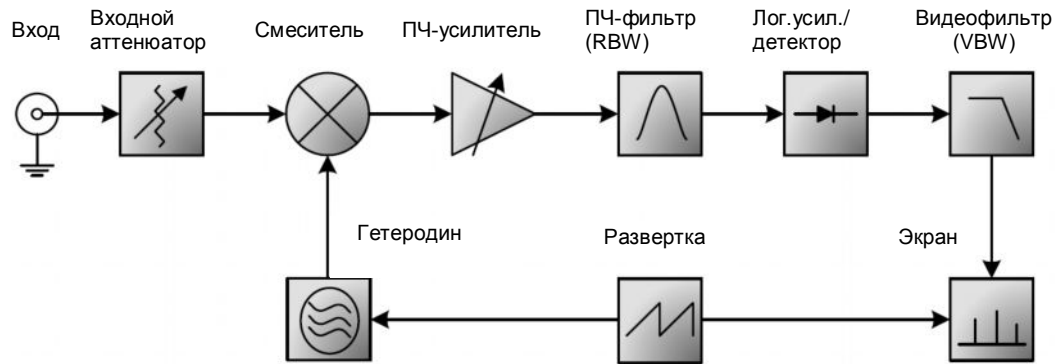 Вход
Входной
аттенюатор
Смеситель
ПЧ-усилитель
ПЧ-фильтр
(RBW)
Лог.усил./
детектор
Видеофильтр
(VBW)
Гетеродин
Развертка
Экран